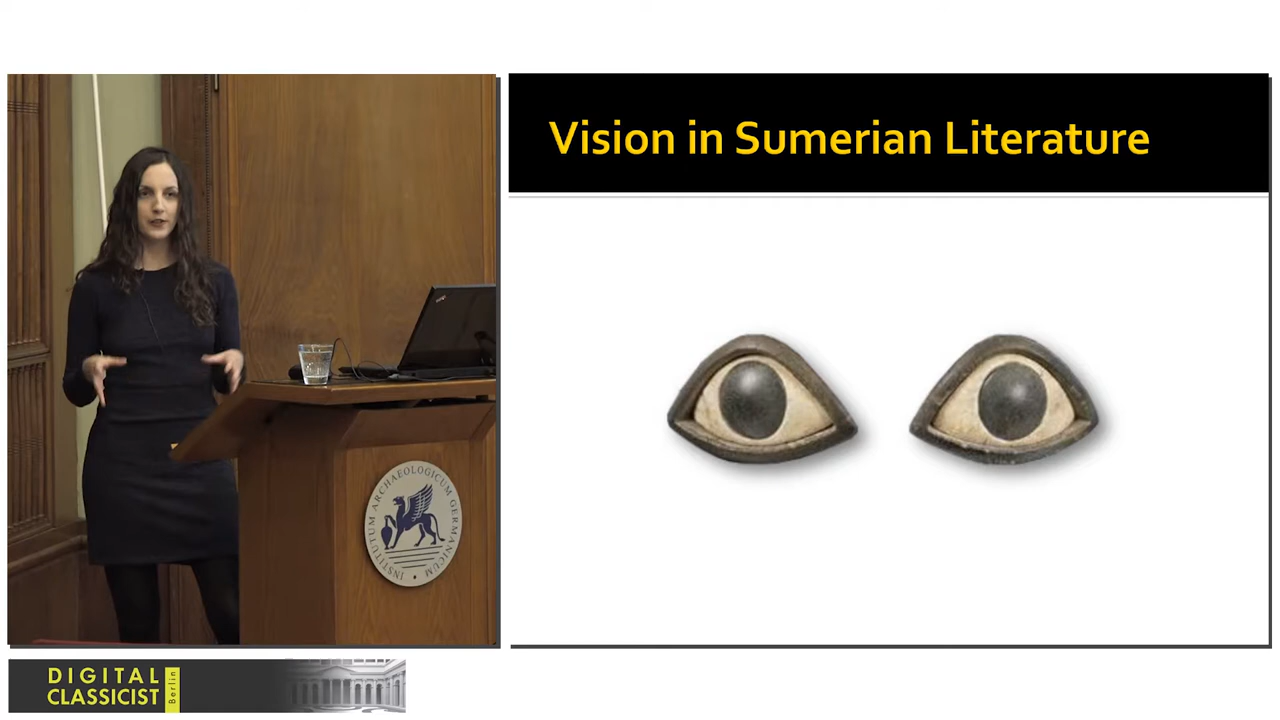 Vision in Sumerian Literature
INSTITUTUM ARCHAEOLOGICUM GERMANICUM
DIGITAL
CLASSICIST
Berlin